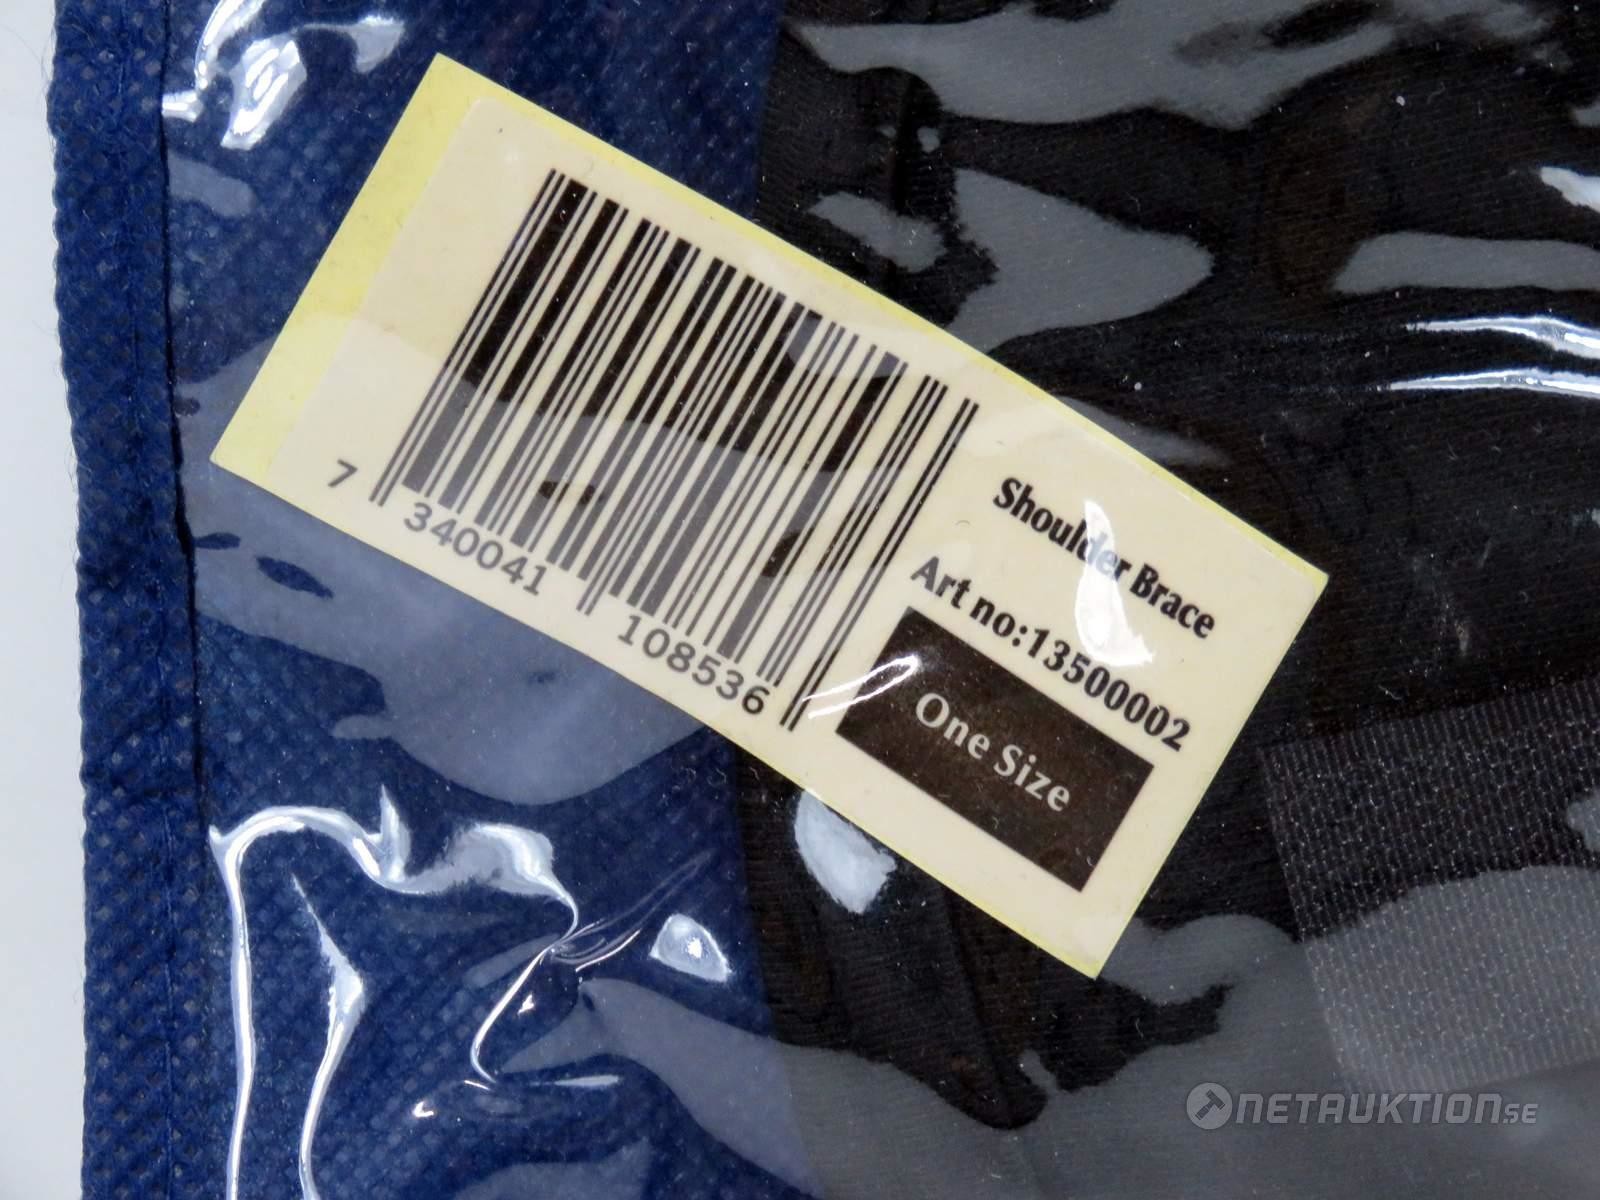 7 340041 108536
Shoulder Brace
Art no:13500002
One Size
NETAUKTION.SE